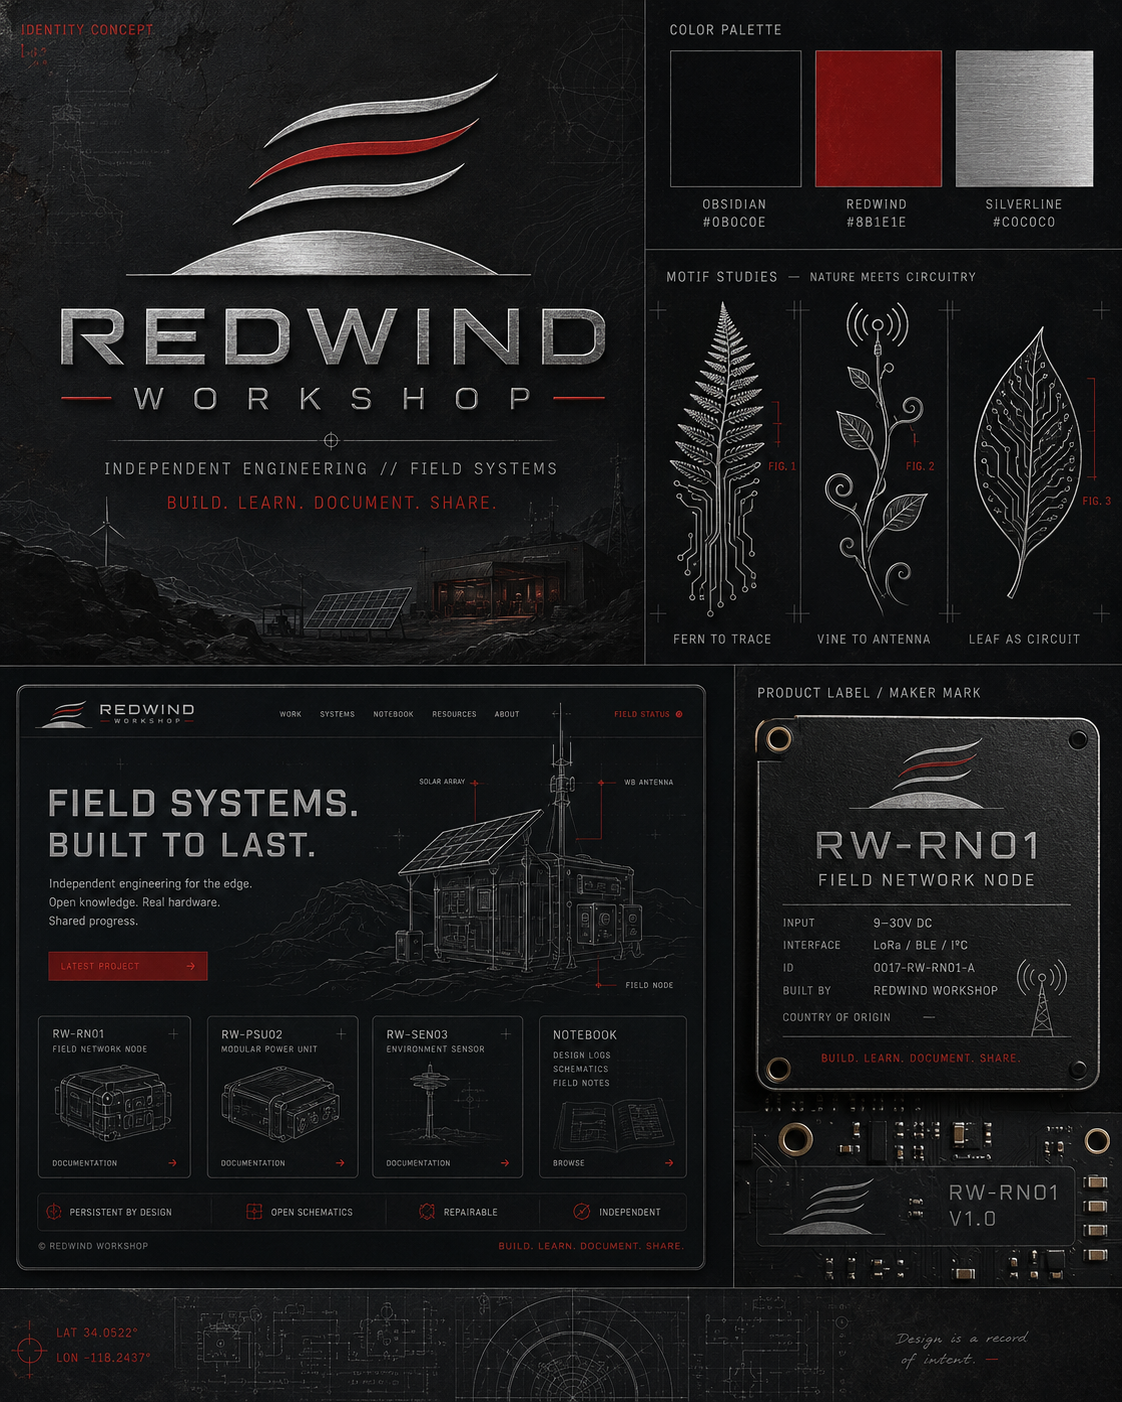 IDENTITY CONCEPT
REDWIND
WORKSHOP
INDEPENDENT ENGINEERING // FIELD SYSTEMS
BUILD. LEARN. DOCUMENT. SHARE.
COLOR PALETTE
OBSIDIAN
#0B0C0E
REDWIND
#8B1E1E
SILVERLINE
#C0C0C0
MOTIF STUDIES — NATURE MEETS CIRCUITRY
FIG. 1
FIG. 2
FIG. 3
FERN TO TRACE
VINE TO ANTENNA
LEAF AS CIRCUIT
REDWIND
WORKSHOP
WORK
SYSTEMS
NOTEBOOK
RESOURCES
ABOUT
FIELD STATUS
SOLAR ARRAY
WB ANTENNA
FIELD SYSTEMS.
BUILT TO LAST.
Independent engineering for the edge.
Open knowledge. Real hardware.
Shared progress.
LATEST PROJECT →
FIELD NODE
RW-RN01
FIELD NETWORK NODE
DOCUMENTATION →
RW-PSU02
MODULAR POWER UNIT
DOCUMENTATION →
RW-SEN03
ENVIRONMENT SENSOR
DOCUMENTATION →
NOTEBOOK
DESIGN LOGS
SCHEMATICS
FIELD NOTES
BROWSE →
PERSISTENT BY DESIGN
OPEN SCHEMATICS
REPAIRABLE
INDEPENDENT
© REDWIND WORKSHOP
BUILD. LEARN. DOCUMENT. SHARE.
PRODUCT LABEL / MAKER MARK
RW-RN01
FIELD NETWORK NODE
INPUT 9–30V DC
INTERFACE LoRa / BLE / I²C
ID 0017-RW-RN01-A
BUILT BY REDWIND WORKSHOP
COUNTRY OF ORIGIN —
BUILD. LEARN. DOCUMENT. SHARE.
RW-RN01
V1.0
LAT 34.0522°
LON -118.2437°
Design is a record
of intent. —